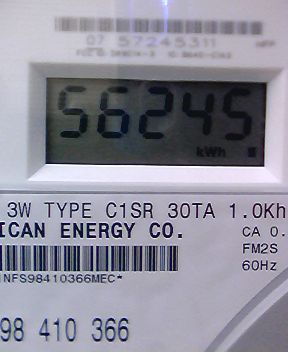 07 57245311
56245
kWh
3W TYPE C1SR 30TA 1.0Kh
ICAN ENERGY CO.
CA 0.
FM2S
60Hz
INFS98410366MEC*
98 410 366